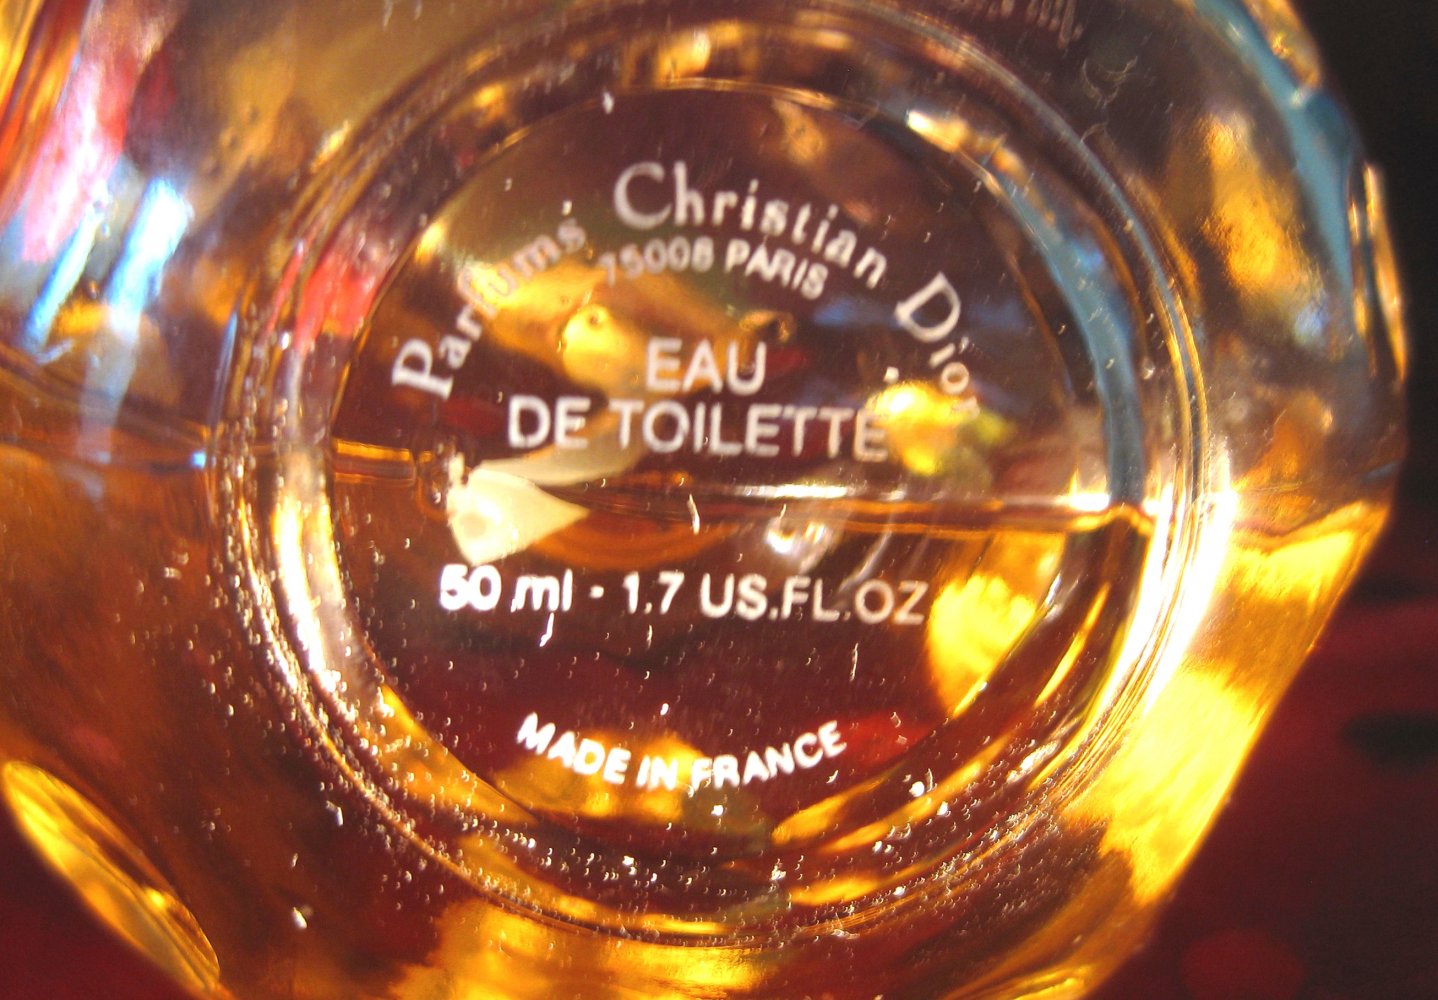 Parfums Christian Dior
75008 PARIS
EAU
DE TOILETTE
50 ml · 1.7 US.FL.OZ
MADE IN FRANCE